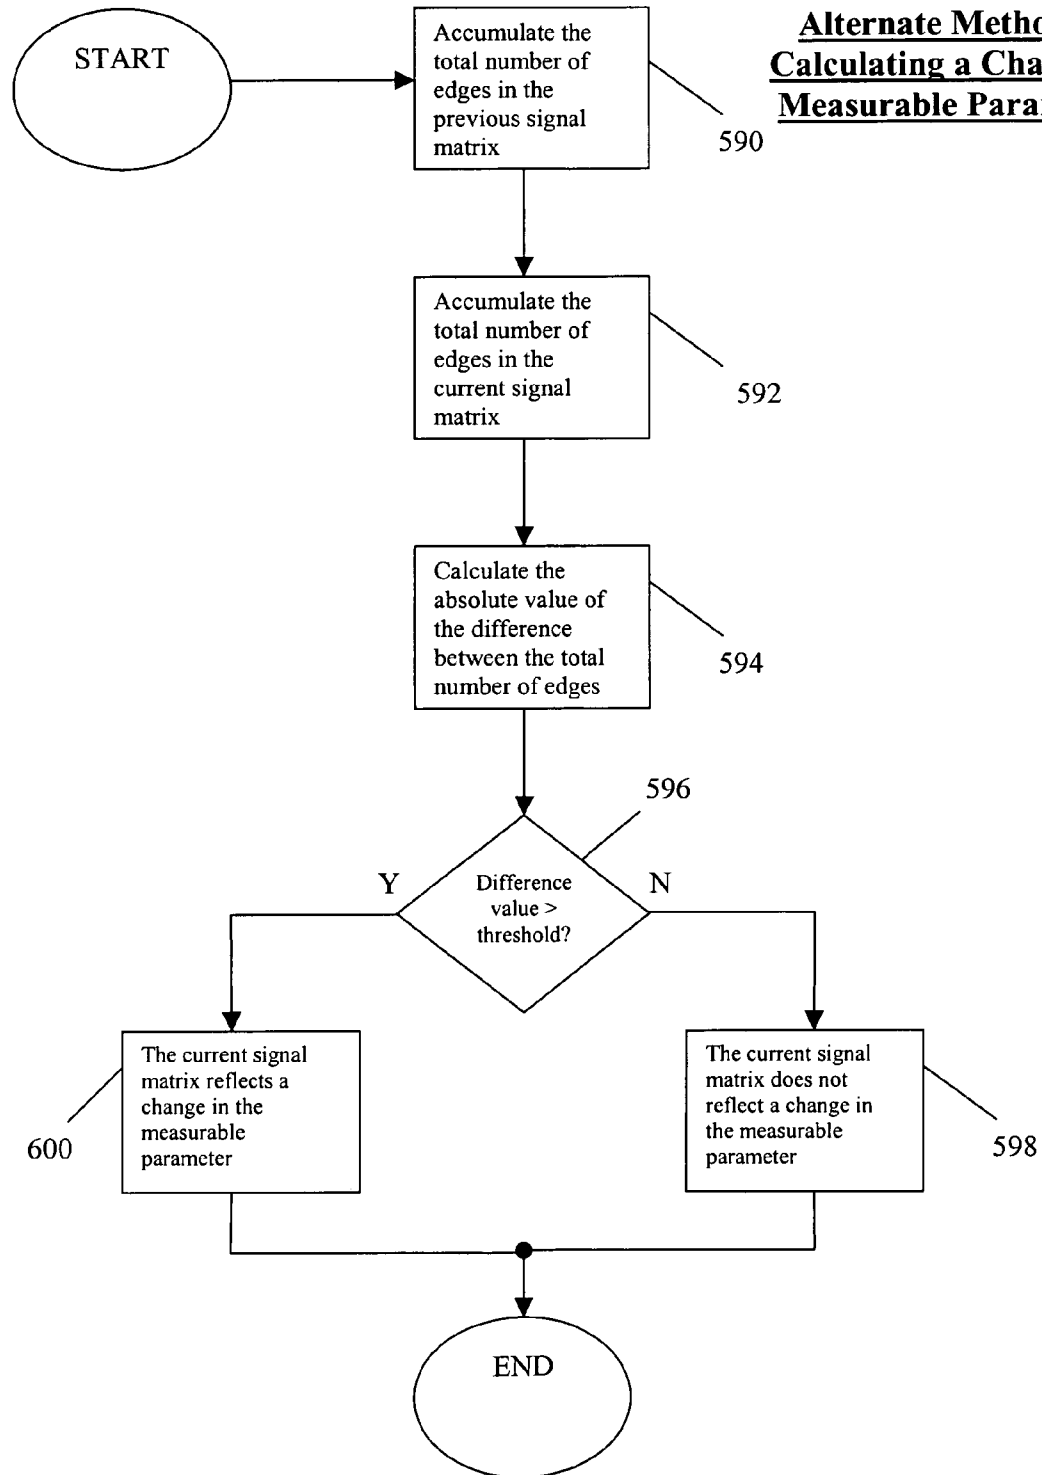 Alternate Metho
Calculating a Cha
Measurable Para
START
Accumulate the
total number of
edges in the
previous signal
matrix
590
Accumulate the
total number of
edges in the
current signal
matrix
592
Calculate the
absolute value of
the difference
between the total
number of edges
594
596
Y
Difference
value >
threshold?
N
The current signal
matrix reflects a
change in the
measurable
parameter
600
The current signal
matrix does not
reflect a change in
the measurable
parameter
598
END